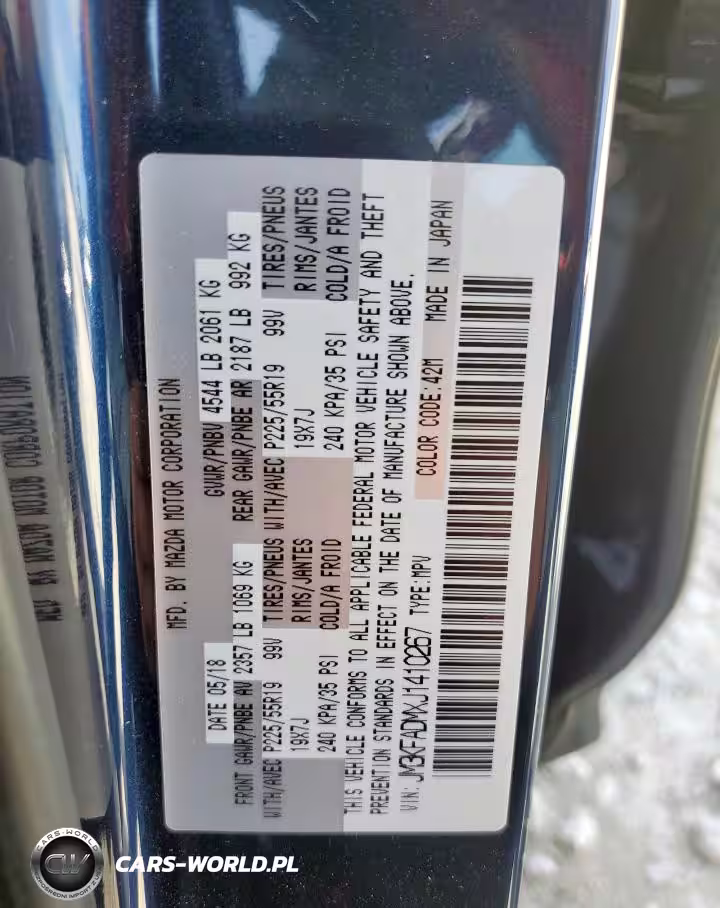 MFD. BY MAZDA MOTOR CORPORATION
DATE 05/18 GVWR/PNBV 4544 LB 2061 KG
FRONT GAWR/PNBE AV 2357 LB 1069 KG REAR GAWR/PNBE AR 2187 LB 992 KG
WITH/AVEC P225/55R19 99V TIRES/PNEUS WITH/AVEC P225/55R19 99V TIRES/PNEUS
19X7J RIMS/JANTES 19X7J RIMS/JANTES
240 KPA/35 PSI COLD/A FROID 240 KPA/35 PSI COLD/A FROID
THIS VEHICLE CONFORMS TO ALL APPLICABLE FEDERAL MOTOR VEHICLE SAFETY AND THEFT
PREVENTION STANDARDS IN EFFECT ON THE DATE OF MANUFACTURE SHOWN ABOVE.
VIN: JM3KFADMXJ1410267 TYPE:MPV COLOR CODE:42M MADE IN JAPAN
CARS-WORLD
CW
CARS-WORLD.PL